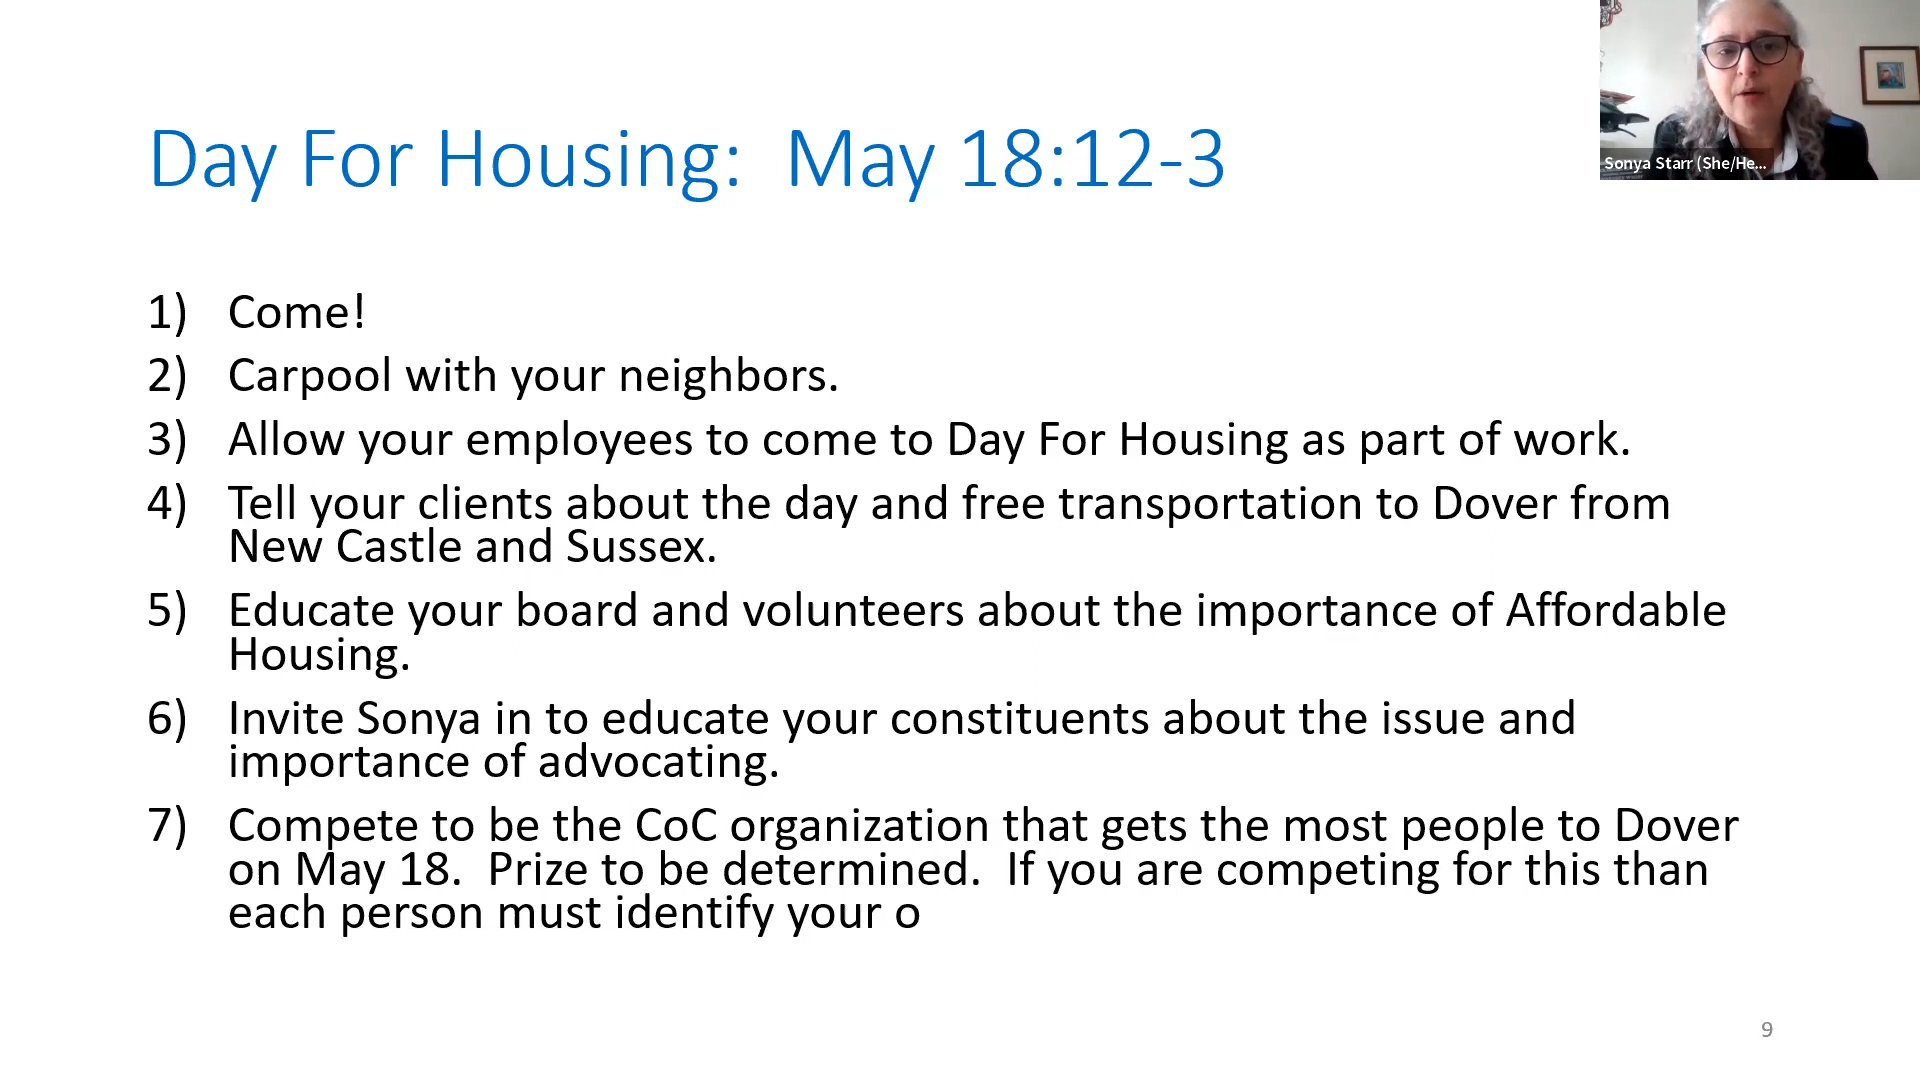 Sonya Starr (She/He...
Day For Housing:  May 18:12-3
1) Come!
2) Carpool with your neighbors.
3) Allow your employees to come to Day For Housing as part of work.
4) Tell your clients about the day and free transportation to Dover from
New Castle and Sussex.
5) Educate your board and volunteers about the importance of Affordable
Housing.
6) Invite Sonya in to educate your constituents about the issue and
importance of advocating.
7) Compete to be the CoC organization that gets the most people to Dover
on May 18.  Prize to be determined.  If you are competing for this than
each person must identify your o
9